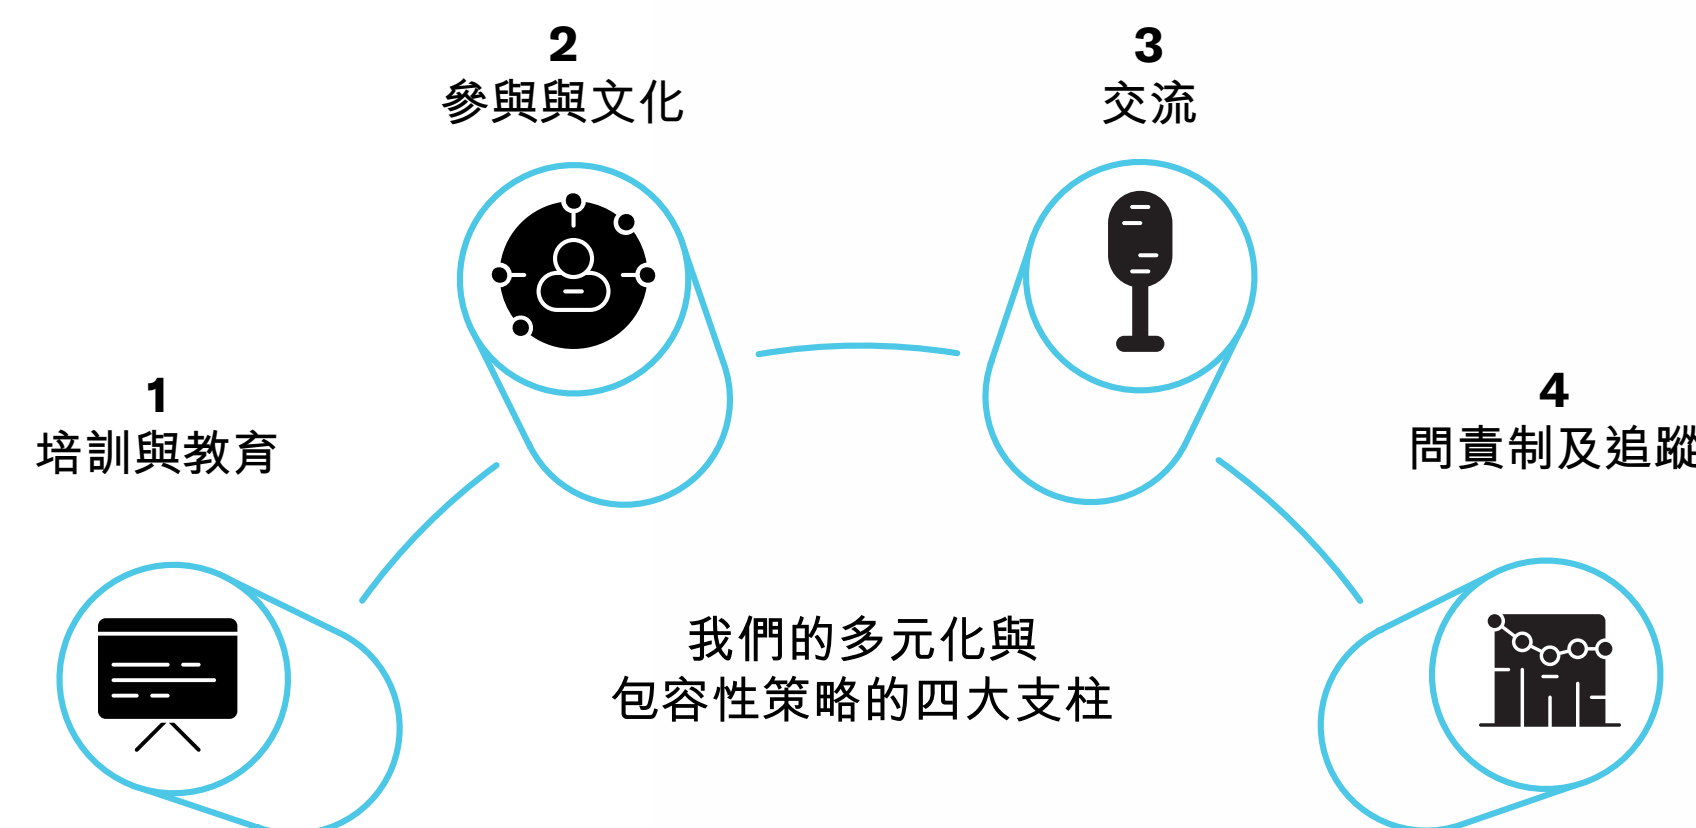 2
參與與文化
3
交流
1
培訓與教育
4
問責制及追蹤
我們的多元化與
包容性策略的四大支柱